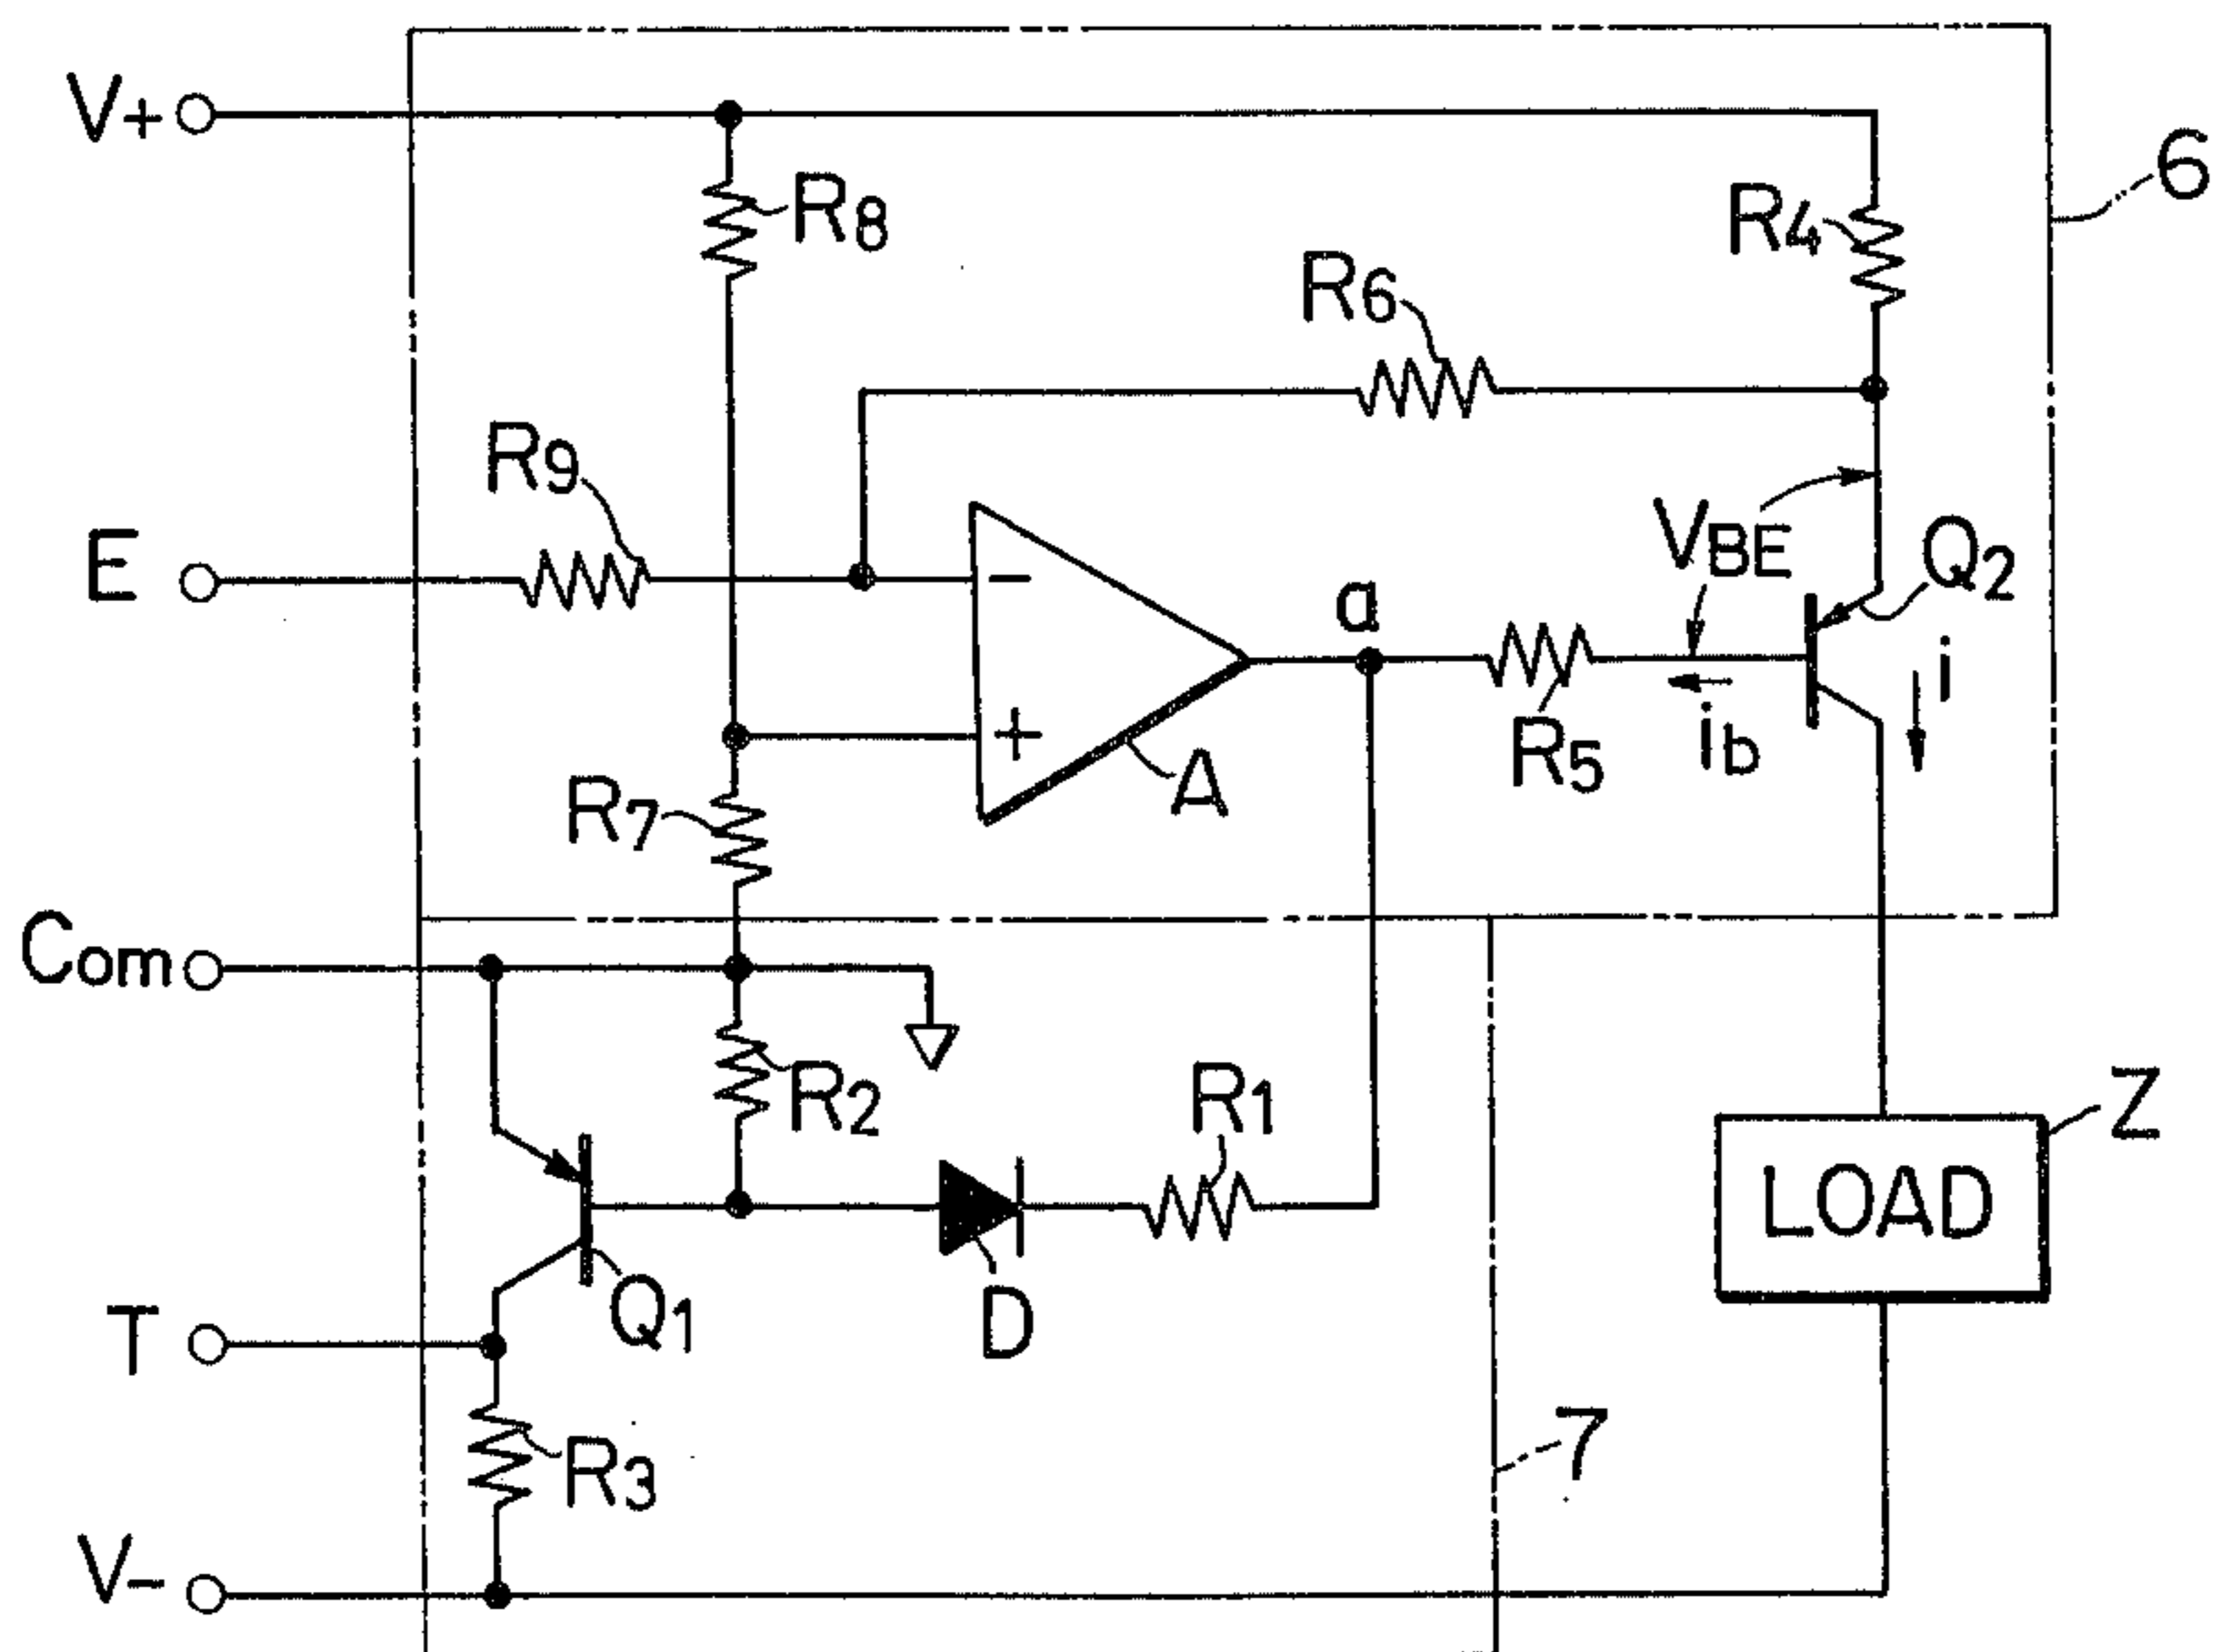 V+
R8
R4
6
R6
R9
E
VBE
Q2
a
i
−
+
A
R5
ib
R7
Com
R2
R1
Z
LOAD
Q1
D
T
R3
7
V−